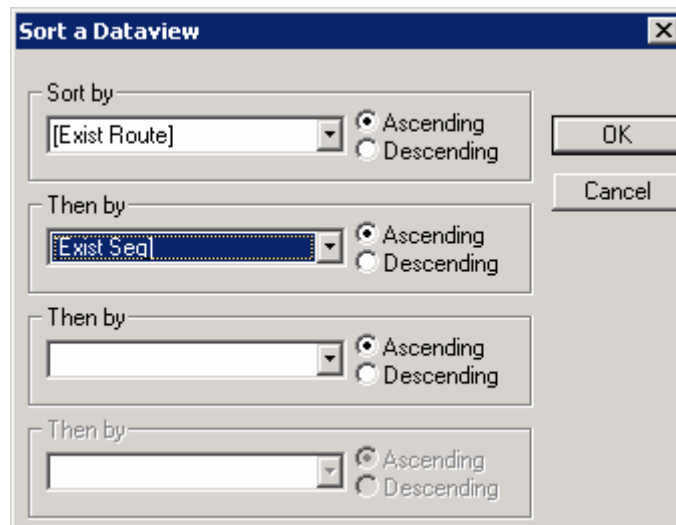 Sort a Dataview
Sort by
[Exist Route]
Ascending
Descending
OK
Cancel
Then by
[Exist Seq]
Ascending
Descending
Then by
Ascending
Descending
Then by
Ascending
Descending